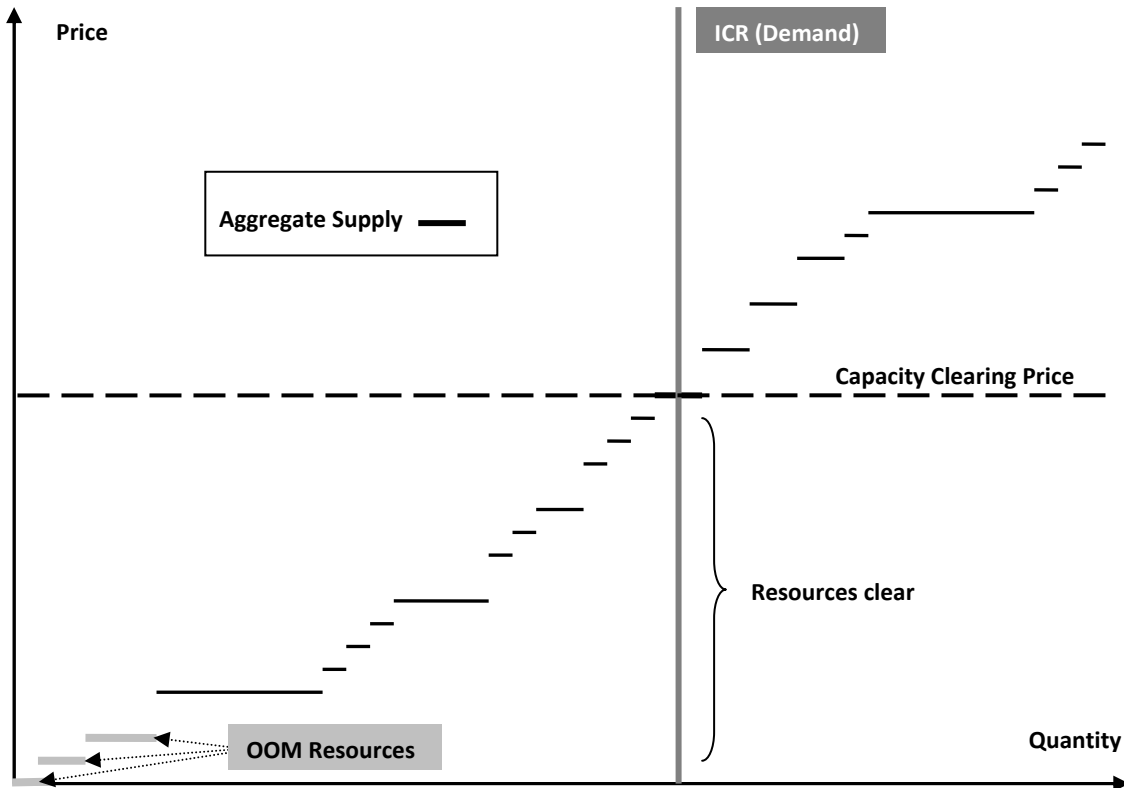 Price
ICR (Demand)
Aggregate Supply
Capacity Clearing Price
Resources clear
OOM Resources
Quantity